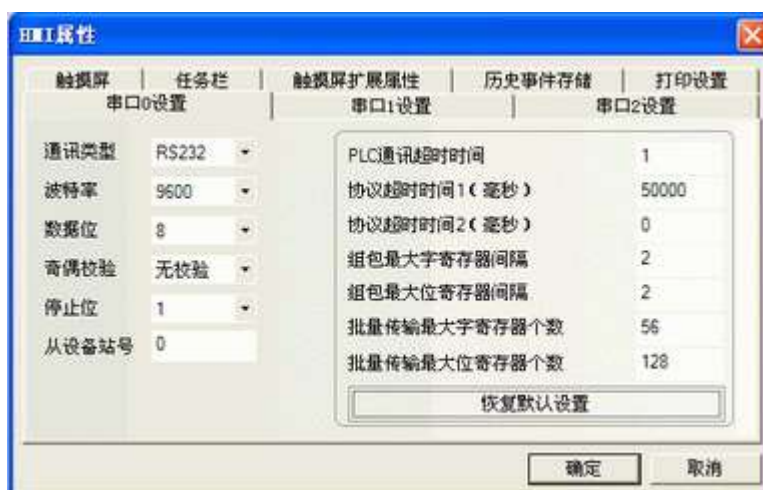 HMI属性
触摸屏 任务栏 触摸屏扩展属性 历史事件存储 打印设置
串口0设置 串口1设置 串口2设置
通讯类型 RS232
波特率 9600
数据位 8
奇偶校验 无校验
停止位 1
从设备站号 0
PLC通讯超时时间 1
协议超时时间1(毫秒) 50000
协议超时时间2(毫秒) 0
组包最大字寄存器间隔 2
组包最大位寄存器间隔 2
批量传输最大字寄存器个数 56
批量传输最大位寄存器个数 128
恢复默认设置
确定 取消